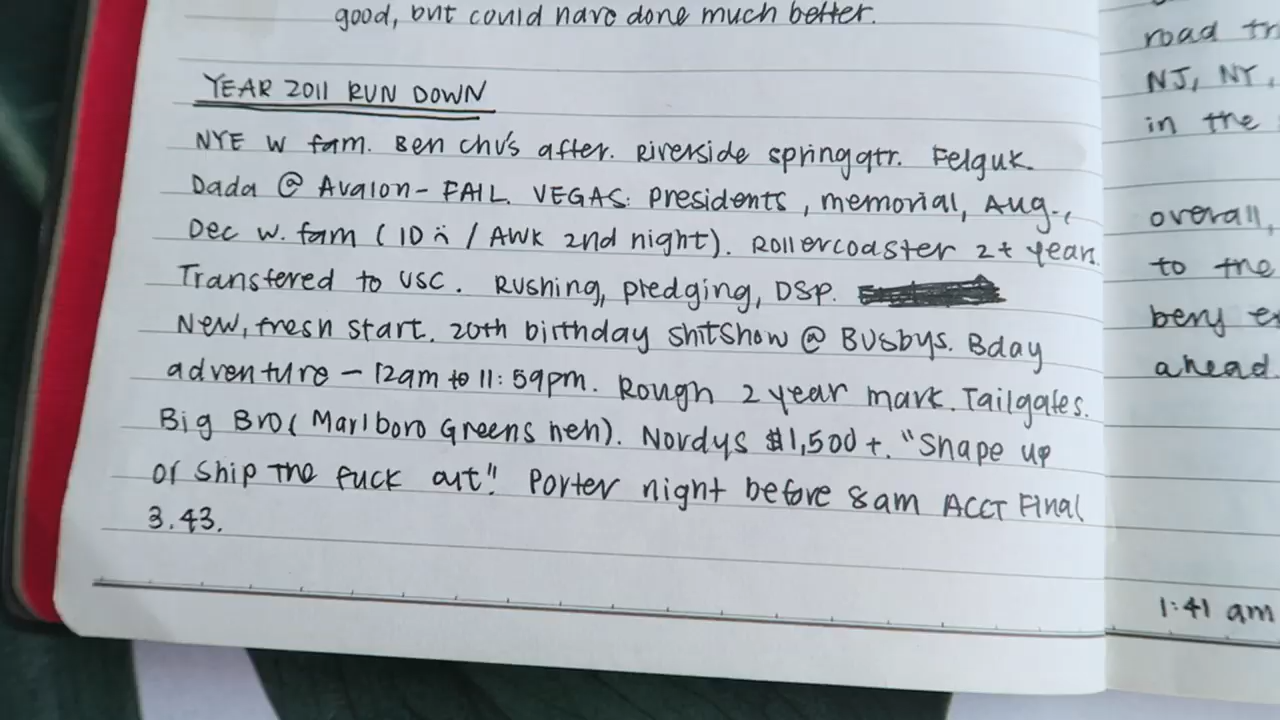 good, but could have done much better.
YEAR 2011 RUN DOWN
NYE w fam. Ben Chu's after. Riverside spring qtr. Felguk.
Dada @ Avalon - FAIL. VEGAS: Presidents, memorial, Aug.,
Dec w. fam (ID / AWK 2nd night). Rollercoaster 2+ years.
Transfered to USC. Rushing, pledging, DSP.
New, fresh start. 20th birthday shitshow @ Busbys. Bday
adventure - 12am to 11:59pm. Rough 2 year mark. Tailgates.
Big Bro (Marlboro Greens heh). Nordys $1,500+. "Shape up
or ship the fuck out." Porter night before 8am ACCT Final
3.43.
road tr
NJ, NY,
in the
overall,
to the
ahead.
1:41 am